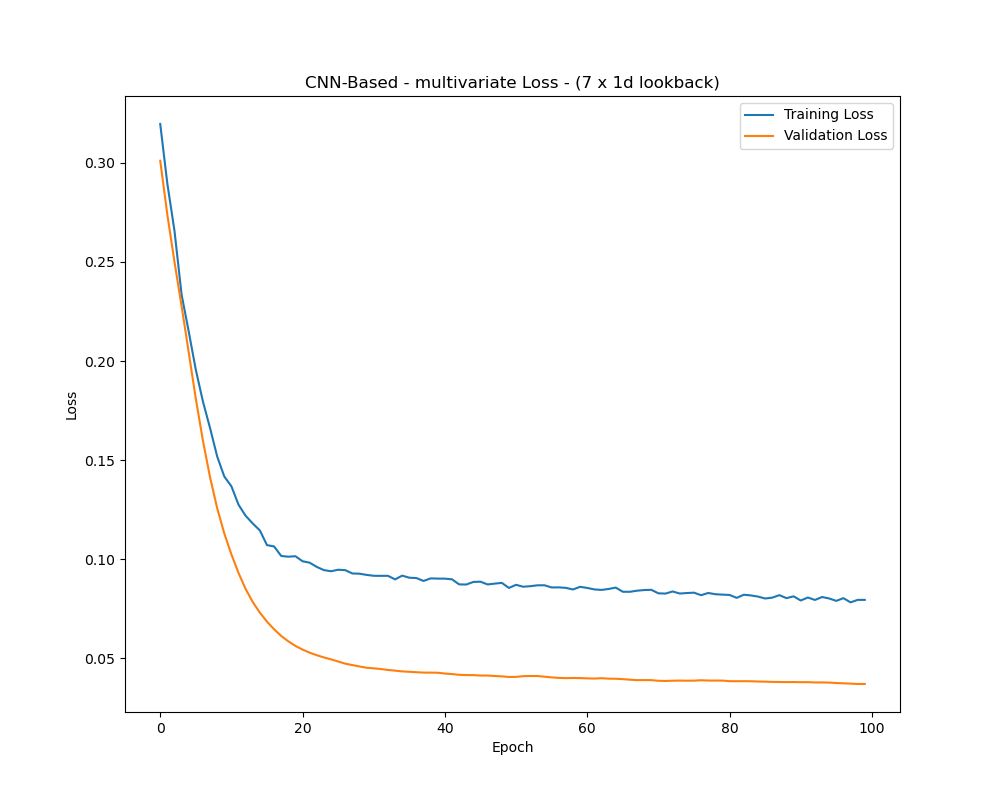 CNN-Based - multivariate Loss - (7 x 1d lookback)
Training Loss
Validation Loss
0.30
0.25
0.20
0.15
0.10
0.05
Loss
0 20 40 60 80 100
Epoch